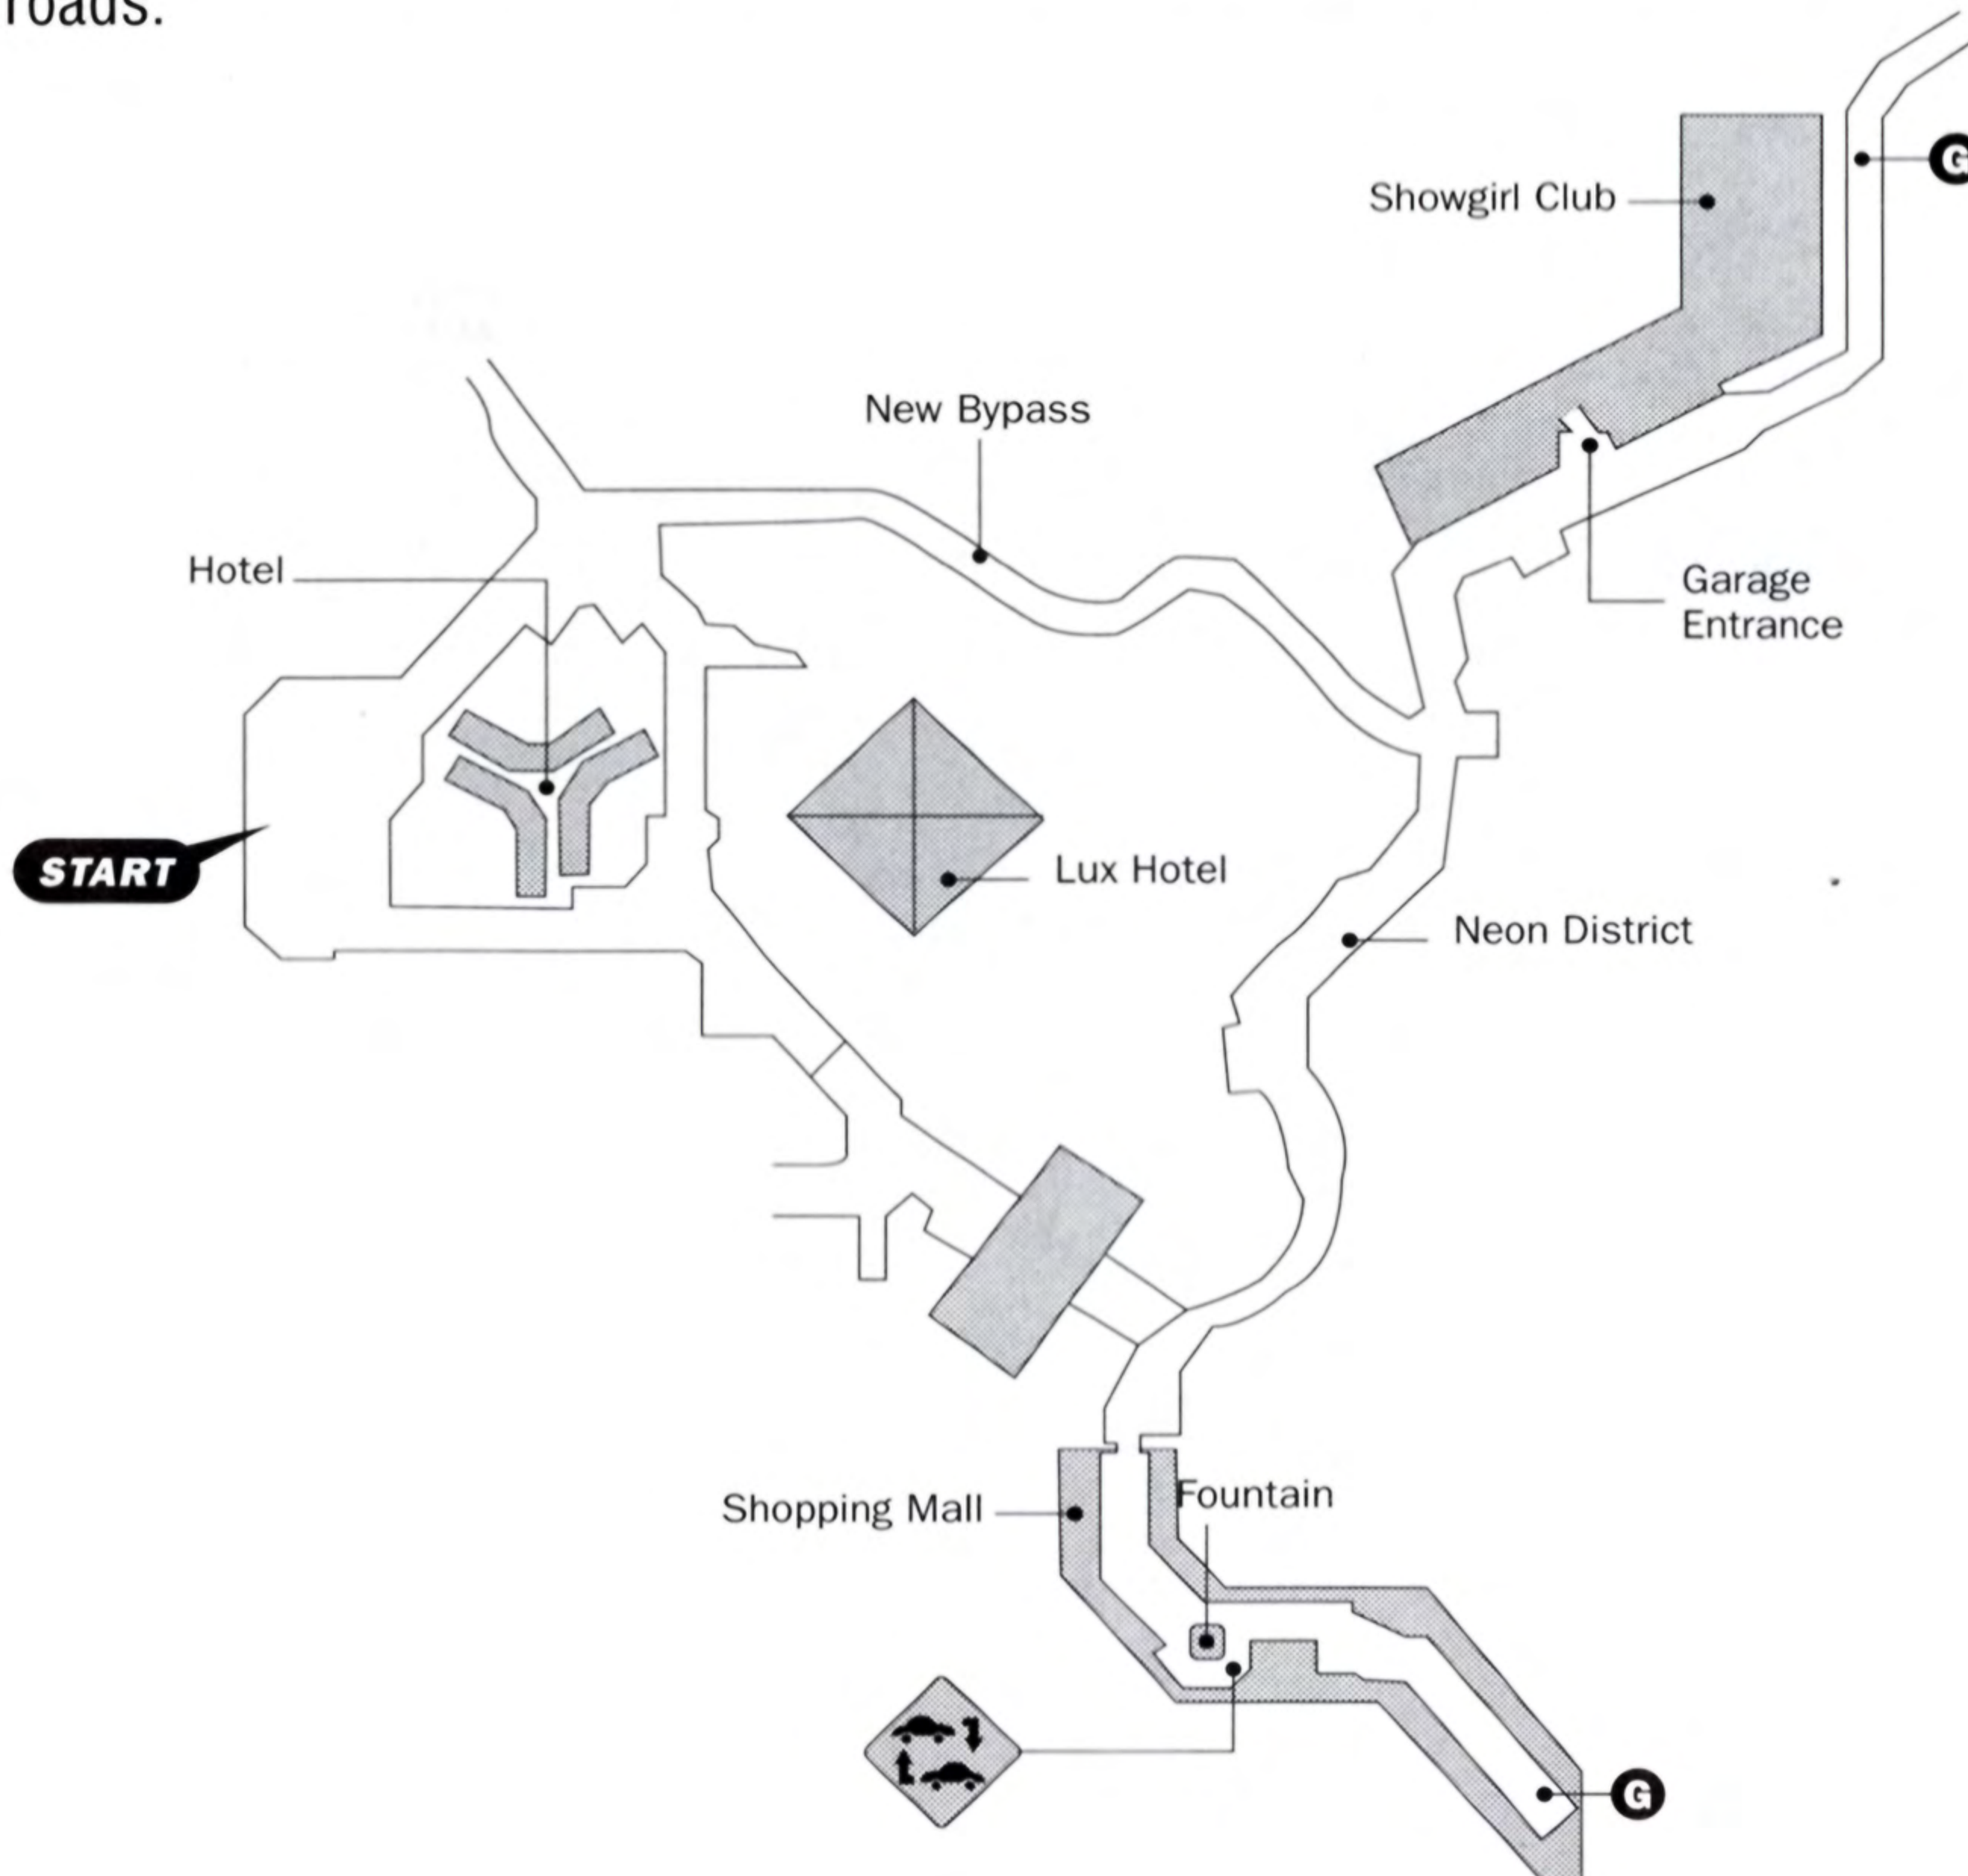 roads.
Showgirl Club
G
New Bypass
Hotel
Garage
Entrance
START
Lux Hotel
Neon District
Shopping Mall
Fountain
G